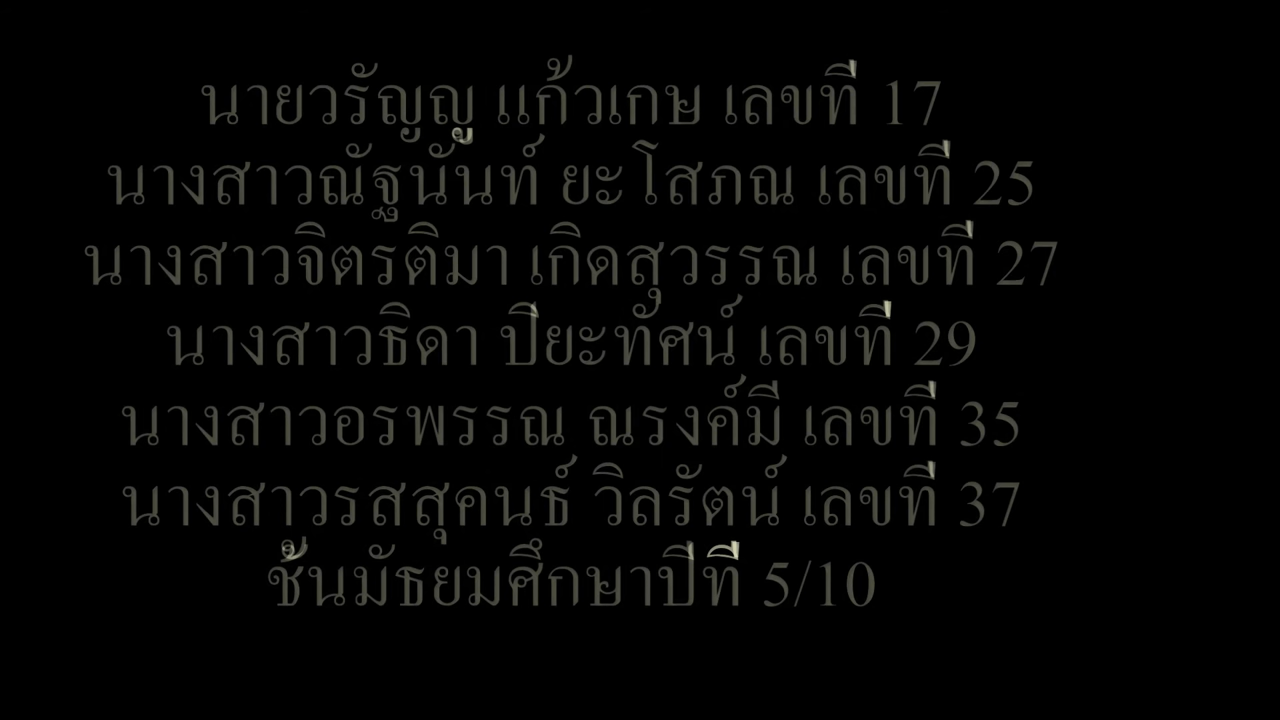 นายวรัญญู แก้วเกษ เลขที่ 17
นางสาวณัฐนันท์ ยะโสภณ เลขที่ 25
นางสาวจิตรติมา เกิดสุวรรณ เลขที่ 27
นางสาวธิดา ปิยะทัศน์ เลขที่ 29
นางสาวอรพรรณ ณรงค์มี เลขที่ 35
นางสาวรสสุคนธ์ วิลรัตน์ เลขที่ 37
ชั้นมัธยมศึกษาปีที่ 5/10